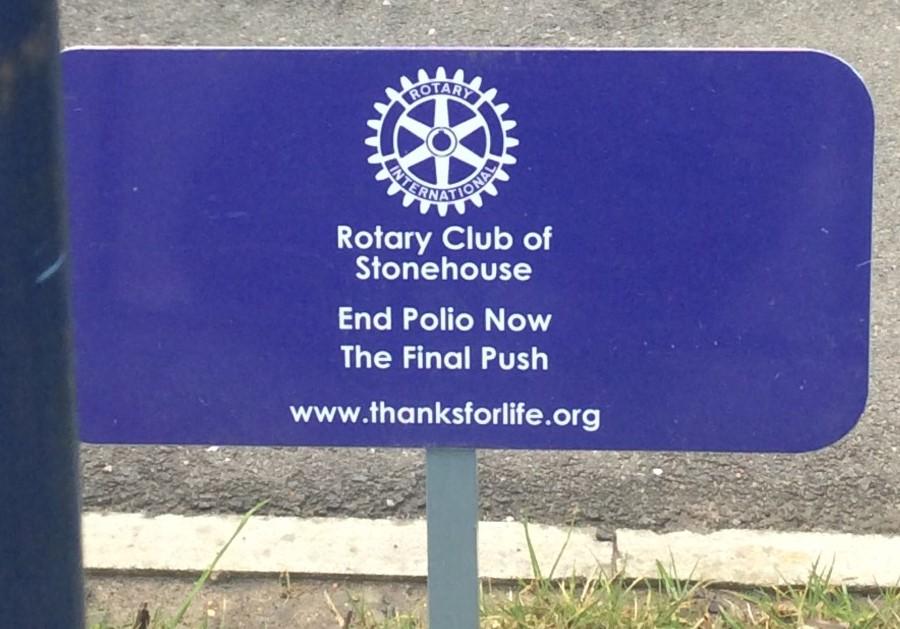 ROTARY
INTERNATIONAL
Rotary Club of
Stonehouse
End Polio Now
The Final Push
www.thanksforlife.org